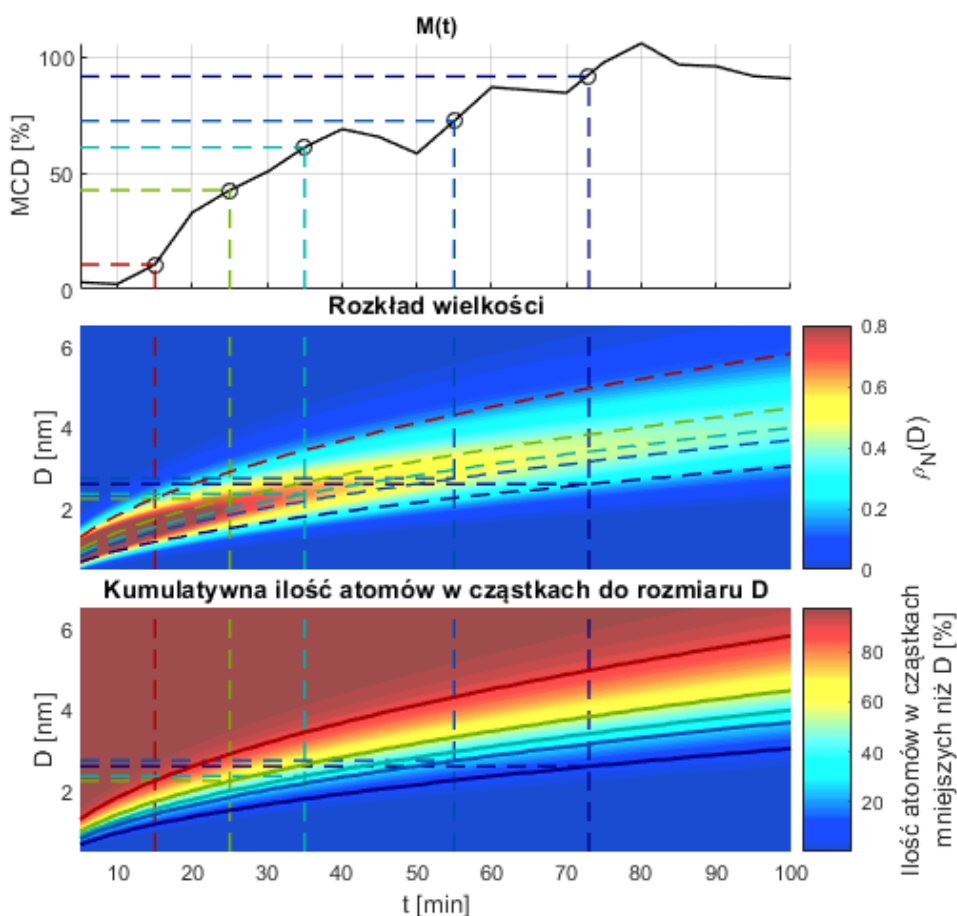 M(t)
MCD [%]
100
50
0
Rozkład wielkości
D [nm]
6
4
2
0.8
0.6
0.4
0.2
0
ρN(D)
Kumulatywna ilość atomów w cząstkach do rozmiaru D
D [nm]
6
4
2
80
60
40
20
Ilość atomów w cząstkach
mniejszych niż D [%]
10 20 30 40 50 60 70 80 90 100
t [min]